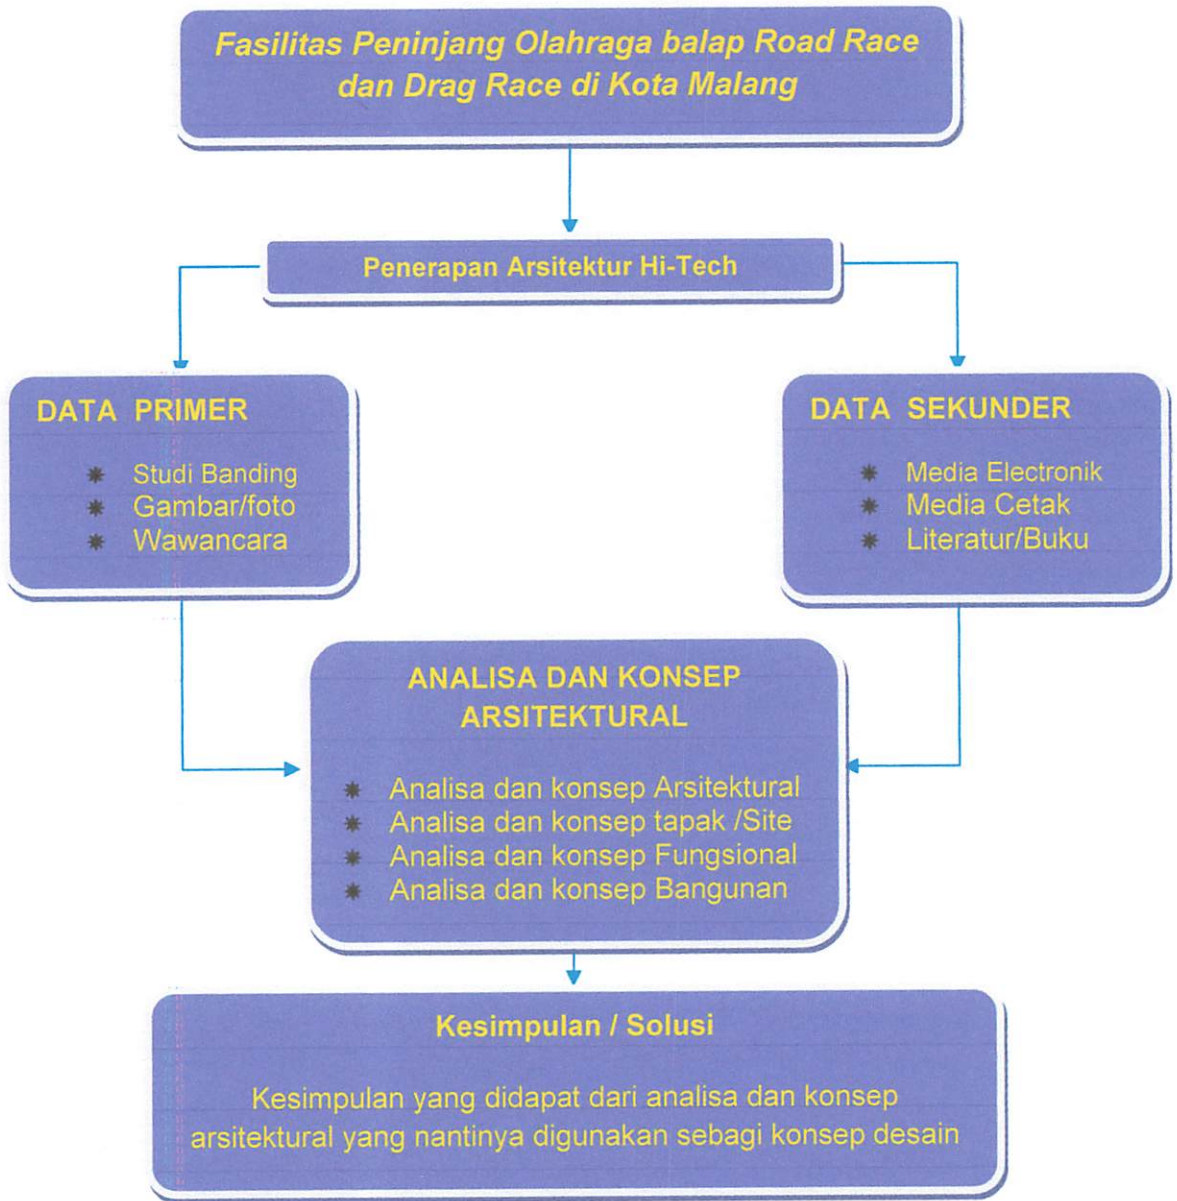 Fasilitas Peninjang Olahraga balap Road Race
dan Drag Race di Kota Malang
Penerapan Arsitektur Hi-Tech
DATA PRIMER
Studi Banding
Gambar/foto
Wawancara
DATA SEKUNDER
Media Electronik
Media Cetak
Literatur/Buku
ANALISA DAN KONSEP
ARSITEKTURAL
Analisa dan konsep Arsitektural
Analisa dan konsep tapak /Site
Analisa dan konsep Fungsional
Analisa dan konsep Bangunan
Kesimpulan / Solusi
Kesimpulan yang didapat dari analisa dan konsep
arsitektural yang nantinya digunakan sebagi konsep desain